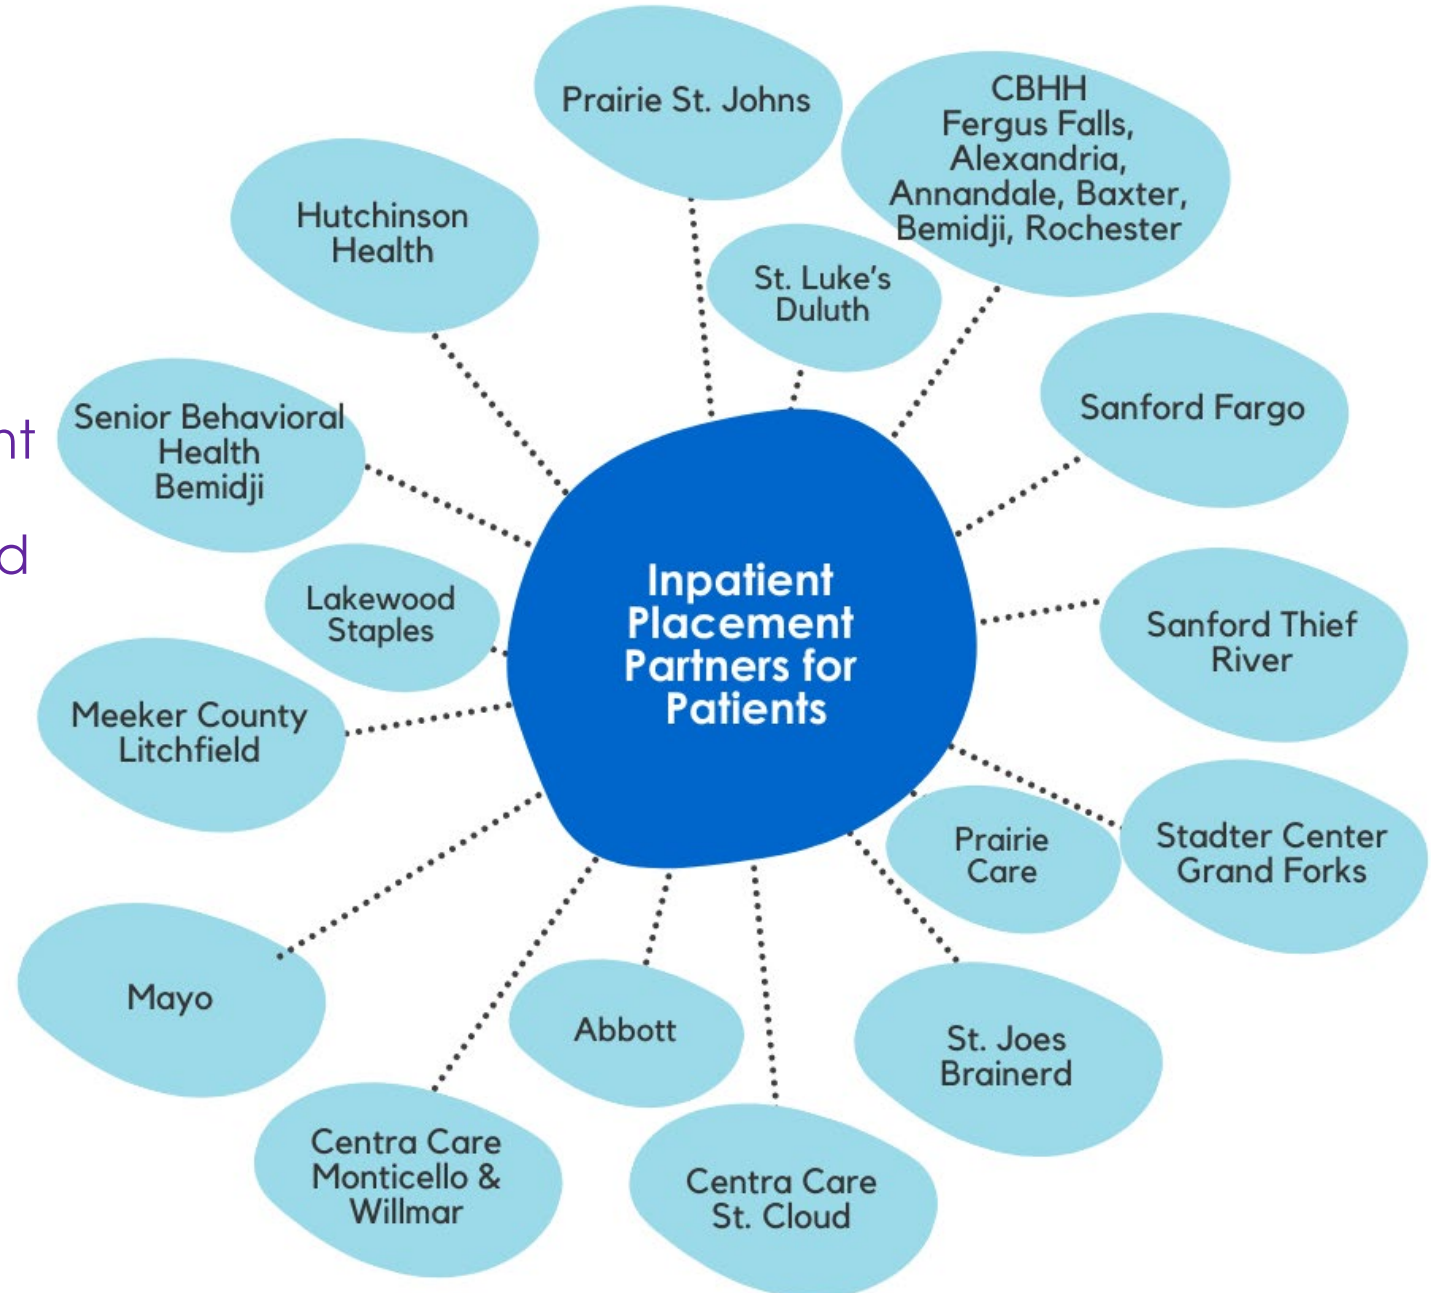 Prairie St. Johns
CBHH
Fergus Falls,
Alexandria,
Annandale, Baxter,
Bemidji, Rochester
Hutchinson
Health
St. Luke's
Duluth
Sanford Fargo
Senior Behavioral
Health
Bemidji
nt
d
Lakewood
Staples
Inpatient
Placement
Partners for
Patients
Sanford Thief
River
Meeker County
Litchfield
Prairie
Care
Stadter Center
Grand Forks
Mayo
Abbott
St. Joes
Brainerd
Centra Care
Monticello &
Willmar
Centra Care
St. Cloud